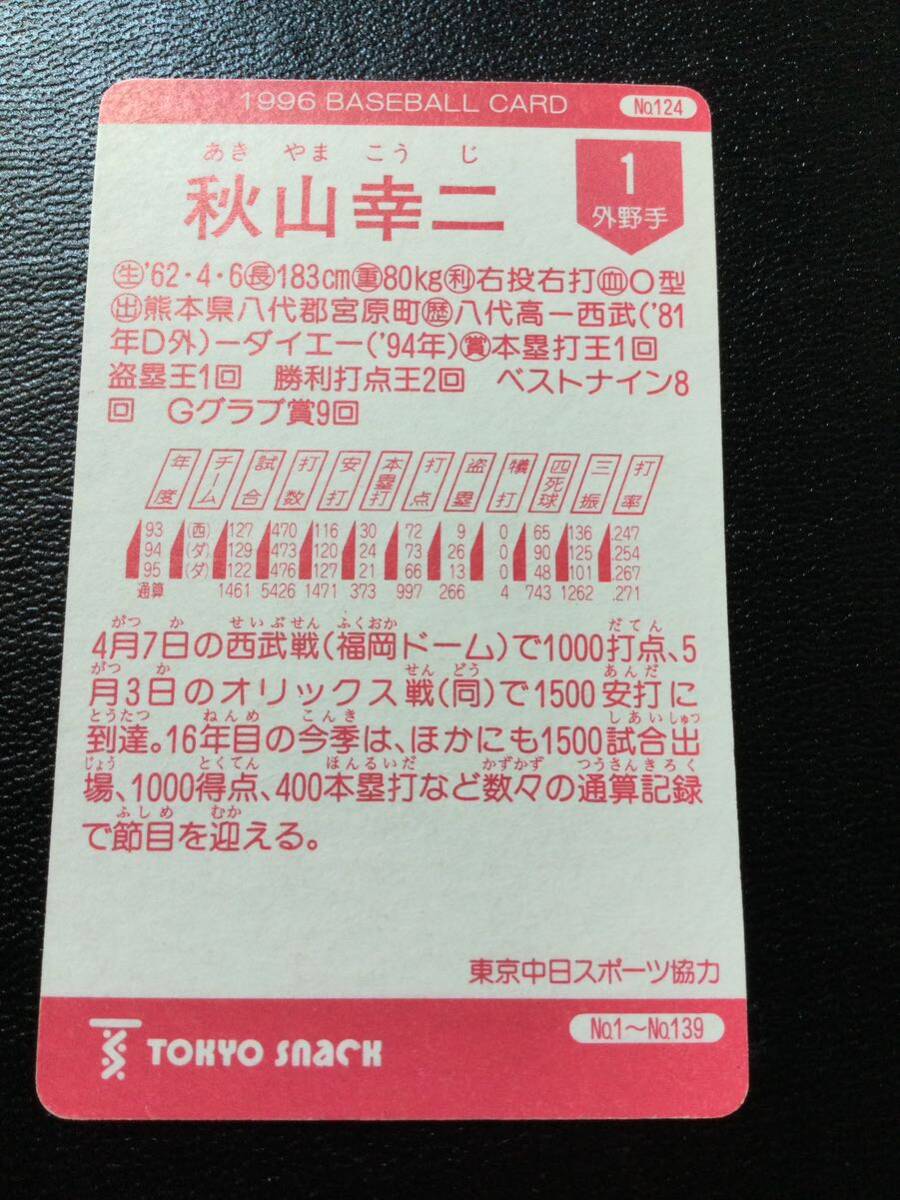 1996 BASEBALL CARD No.124
あき やま こう じ
秋山幸二
1
外野手
生'62・4・6長183cm重80kg利右投右打血O型
出熊本県八代郡宮原町歴八代高ー西武('81
年D外)ーダイエー('94年)賞本塁打王1回
盗塁王1回 勝利打点王2回 ベストナイン8
回 Gグラブ賞9回
年度 チーム 試合 打数 安打 本塁打 打点 盗塁 犠打 四死球 三振 打率
93 (西) 127 470 116 30 72 9 0 65 136 .247
94 (ダ) 129 473 120 24 73 26 0 90 125 .254
95 (ダ) 122 476 127 21 66 13 0 48 101 .267
通算 1461 5426 1471 373 997 266 4 743 1262 .271
がつ か せいぶせん ふくおか だてん
4月7日の西武戦(福岡ドーム)で1000打点、5
がつ か せん どう あんだ
月3日のオリックス戦(同)で1500安打に
とうたつ ねんめ こんき しあいしゅつ
到達。16年目の今季は、ほかにも1500試合出
じょう とくてん ほんるいだ かずかず つうさんきろく
場、1000得点、400本塁打など数々の通算記録
ふしめ むか
で節目を迎える。
東京中日スポーツ協力
No.1〜No.139
TOKYO SNACK